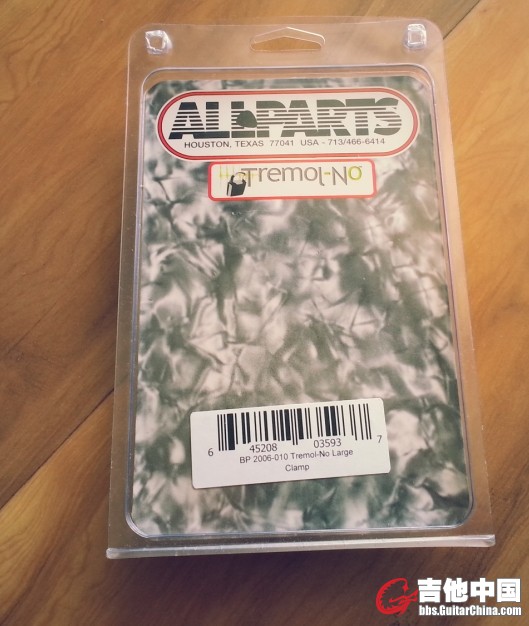 ALLPARTS
HOUSTON, TEXAS 77041 USA - 713/466-6414
Tremol-No
6 45208 03593 7
BP 2006-010 Tremol-No Large
Clamp
吉他中国
bbs.GuitarChina.com